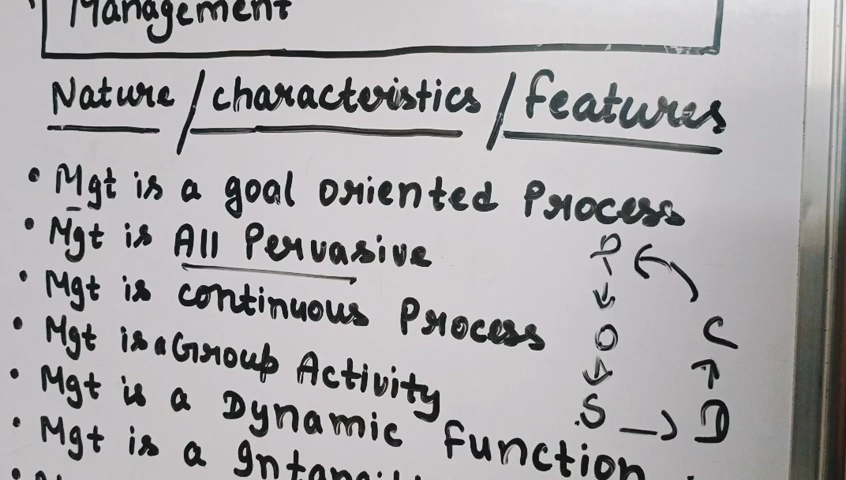 Management
Nature / characteristics / Features
• Mgt is a goal oriented Process
• Mgt is All Pervasive
• Mgt is continuous Process
• Mgt is a Group Activity
• Mgt is a Dynamic Function
• Mgt is a
P
O
S
D
C